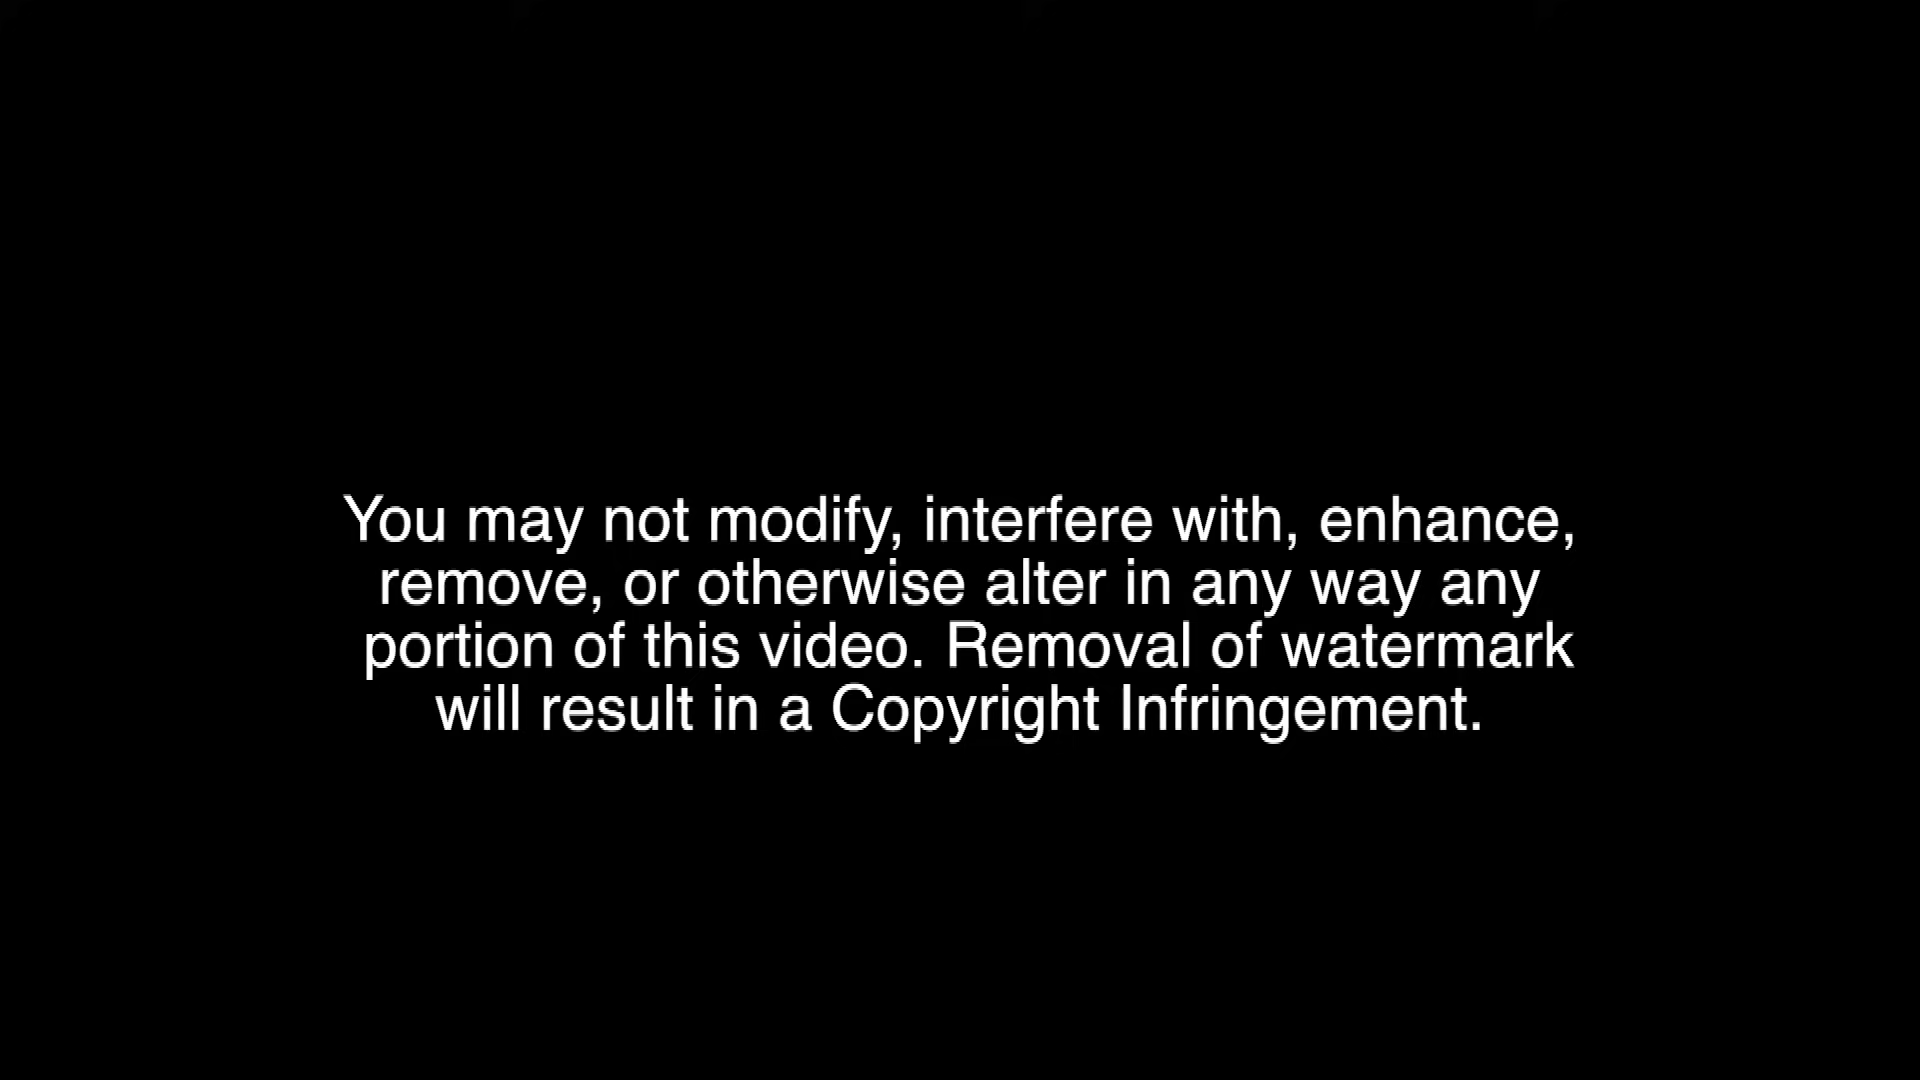 You may not modify, interfere with, enhance,
remove, or otherwise alter in any way any
portion of this video. Removal of watermark
will result in a Copyright Infringement.